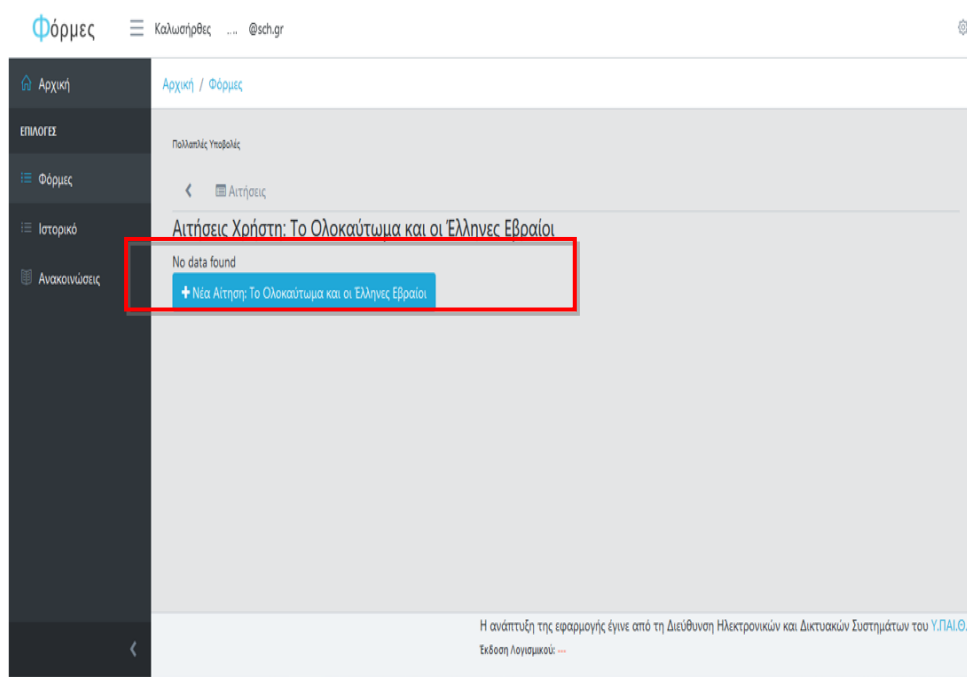 Φόρμες
Καλωσήρθες .... @sch.gr
Αρχική
Αρχική / Φόρμες
ΕΠΙΛΟΓΕΣ
Πολλαπλές Υποβολές
Φόρμες
Αιτήσεις
Ιστορικό
Αιτήσεις Χρήστη: Το Ολοκαύτωμα και οι Έλληνες Εβραίοι
No data found
Ανακοινώσεις
+ Νέα Αίτηση: Το Ολοκαύτωμα και οι Έλληνες Εβραίοι
Η ανάπτυξη της εφαρμογής έγινε από τη Διεύθυνση Ηλεκτρονικών και Δικτυακών Συστημάτων του Υ.ΠΑΙ.Θ.
Έκδοση Λογισμικού: ---